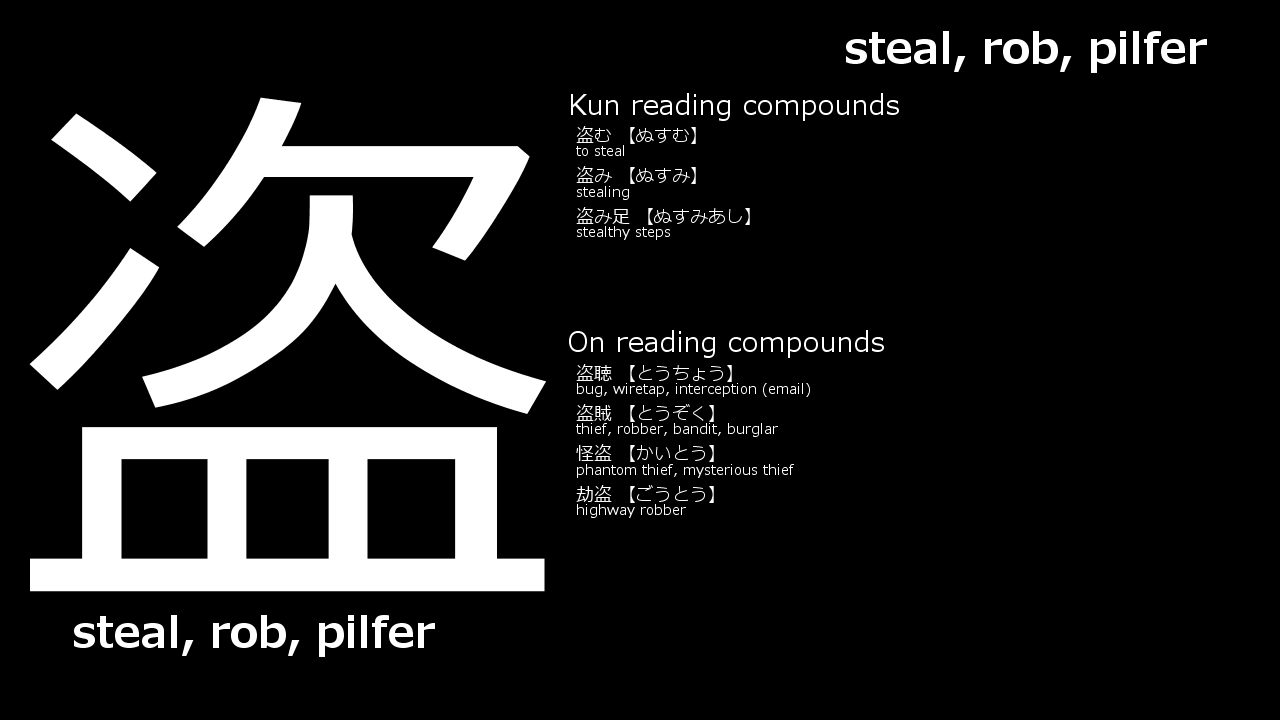 steal, rob, pilfer
盗
steal, rob, pilfer
Kun reading compounds
盗む 【ぬすむ】
to steal
盗み 【ぬすみ】
stealing
盗み足 【ぬすみあし】
stealthy steps
On reading compounds
盗聴 【とうちょう】
bug, wiretap, interception (email)
盗賊 【とうぞく】
thief, robber, bandit, burglar
怪盗 【かいとう】
phantom thief, mysterious thief
劫盗 【ごうとう】
highway robber